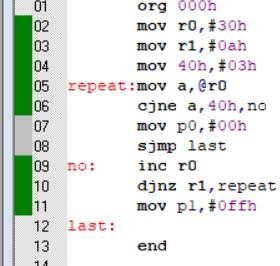 01 org 000h
02 mov r0,#30h
03 mov r1,#0ah
04 mov 40h,#03h
05 repeat:mov a,@r0
06 cjne a,40h,no
07 mov p0,#00h
08 sjmp last
09 no: inc r0
10 djnz r1,repeat
11 mov p1,#0ffh
12 last:
13 end
14